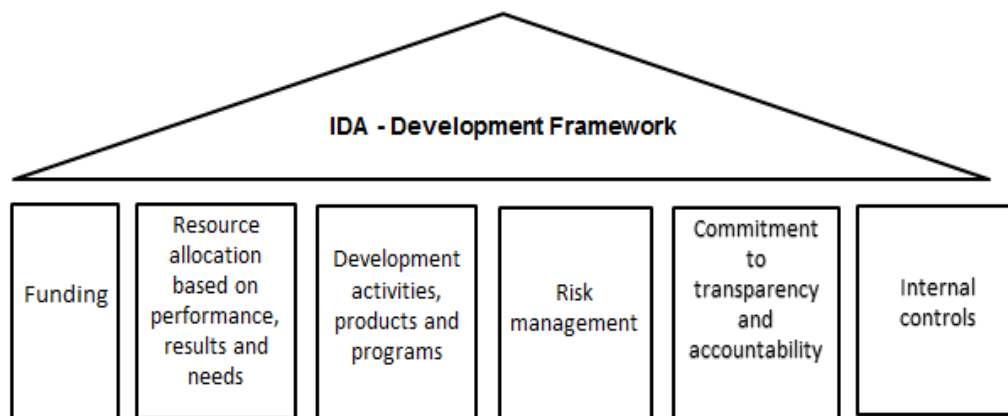 IDA - Development Framework
Funding
Resource
allocation
based on
performance,
results and
needs
Development
activities,
products and
programs
Risk
management
Commitment
to
transparency
and
accountability
Internal
controls